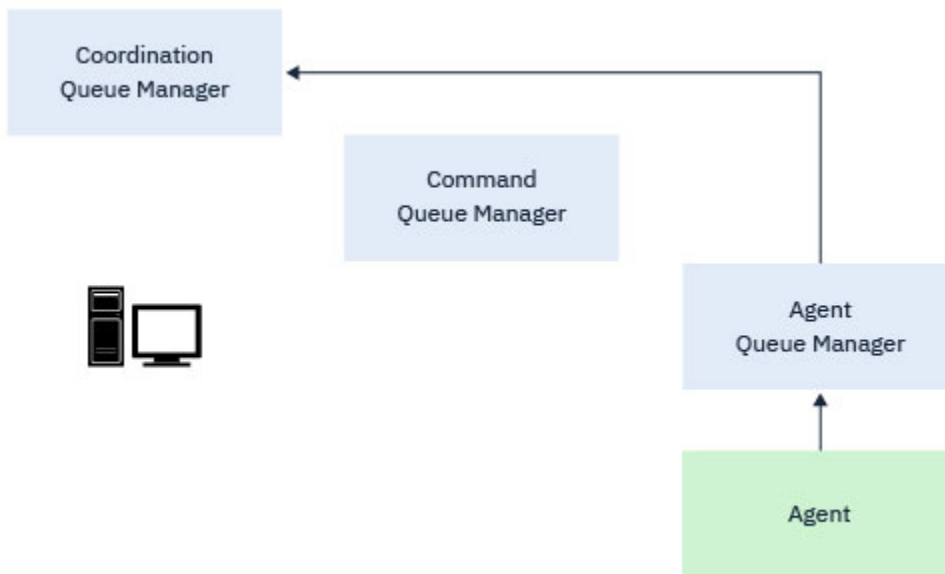 Coordination
Queue Manager
Command
Queue Manager
Agent
Queue Manager
Agent